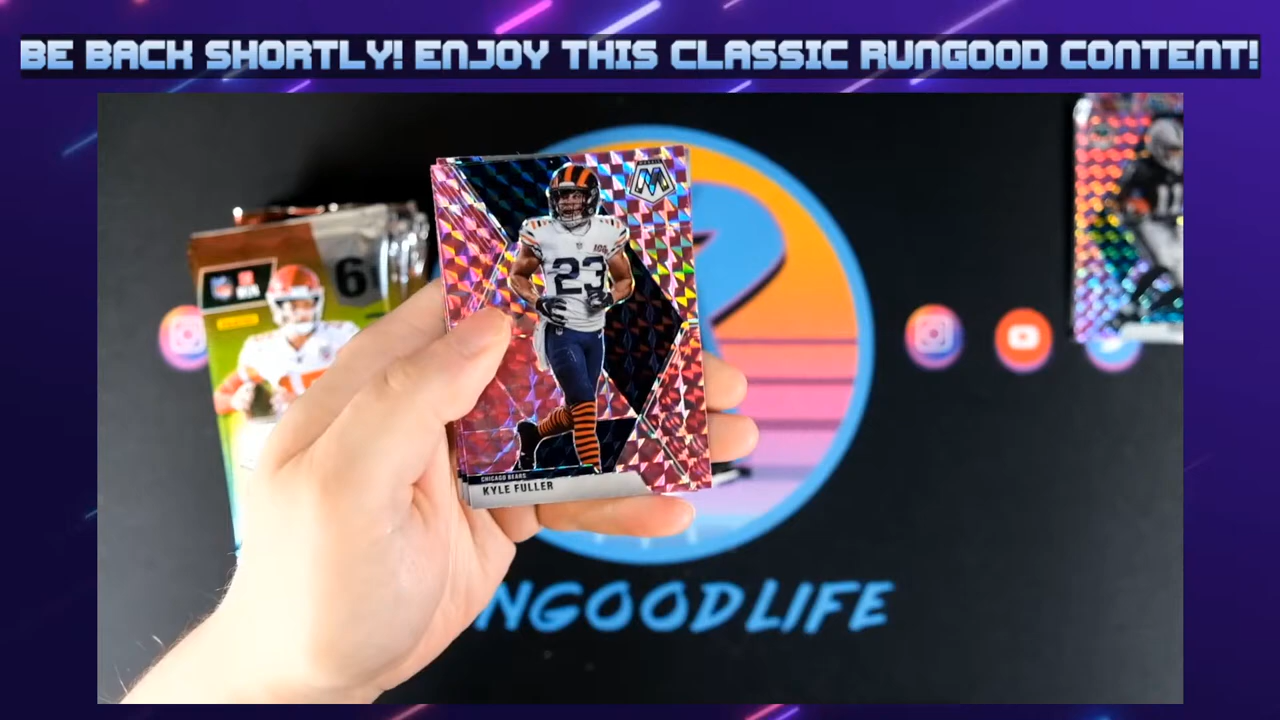 BE BACK SHORTLY! ENJOY THIS CLASSIC RUNGOOD CONTENT!
23
CHICAGO BEARS
KYLE FULLER
NGOODLIFE